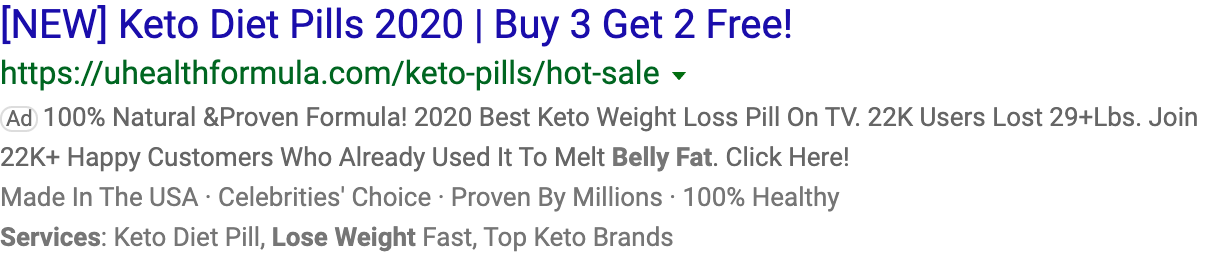 [NEW] Keto Diet Pills 2020 | Buy 3 Get 2 Free!
https://uhealthformula.com/keto-pills/hot-sale
Ad 100% Natural &Proven Formula! 2020 Best Keto Weight Loss Pill On TV. 22K Users Lost 29+Lbs. Join
22K+ Happy Customers Who Already Used It To Melt Belly Fat. Click Here!
Made In The USA · Celebrities' Choice · Proven By Millions · 100% Healthy
Services: Keto Diet Pill, Lose Weight Fast, Top Keto Brands